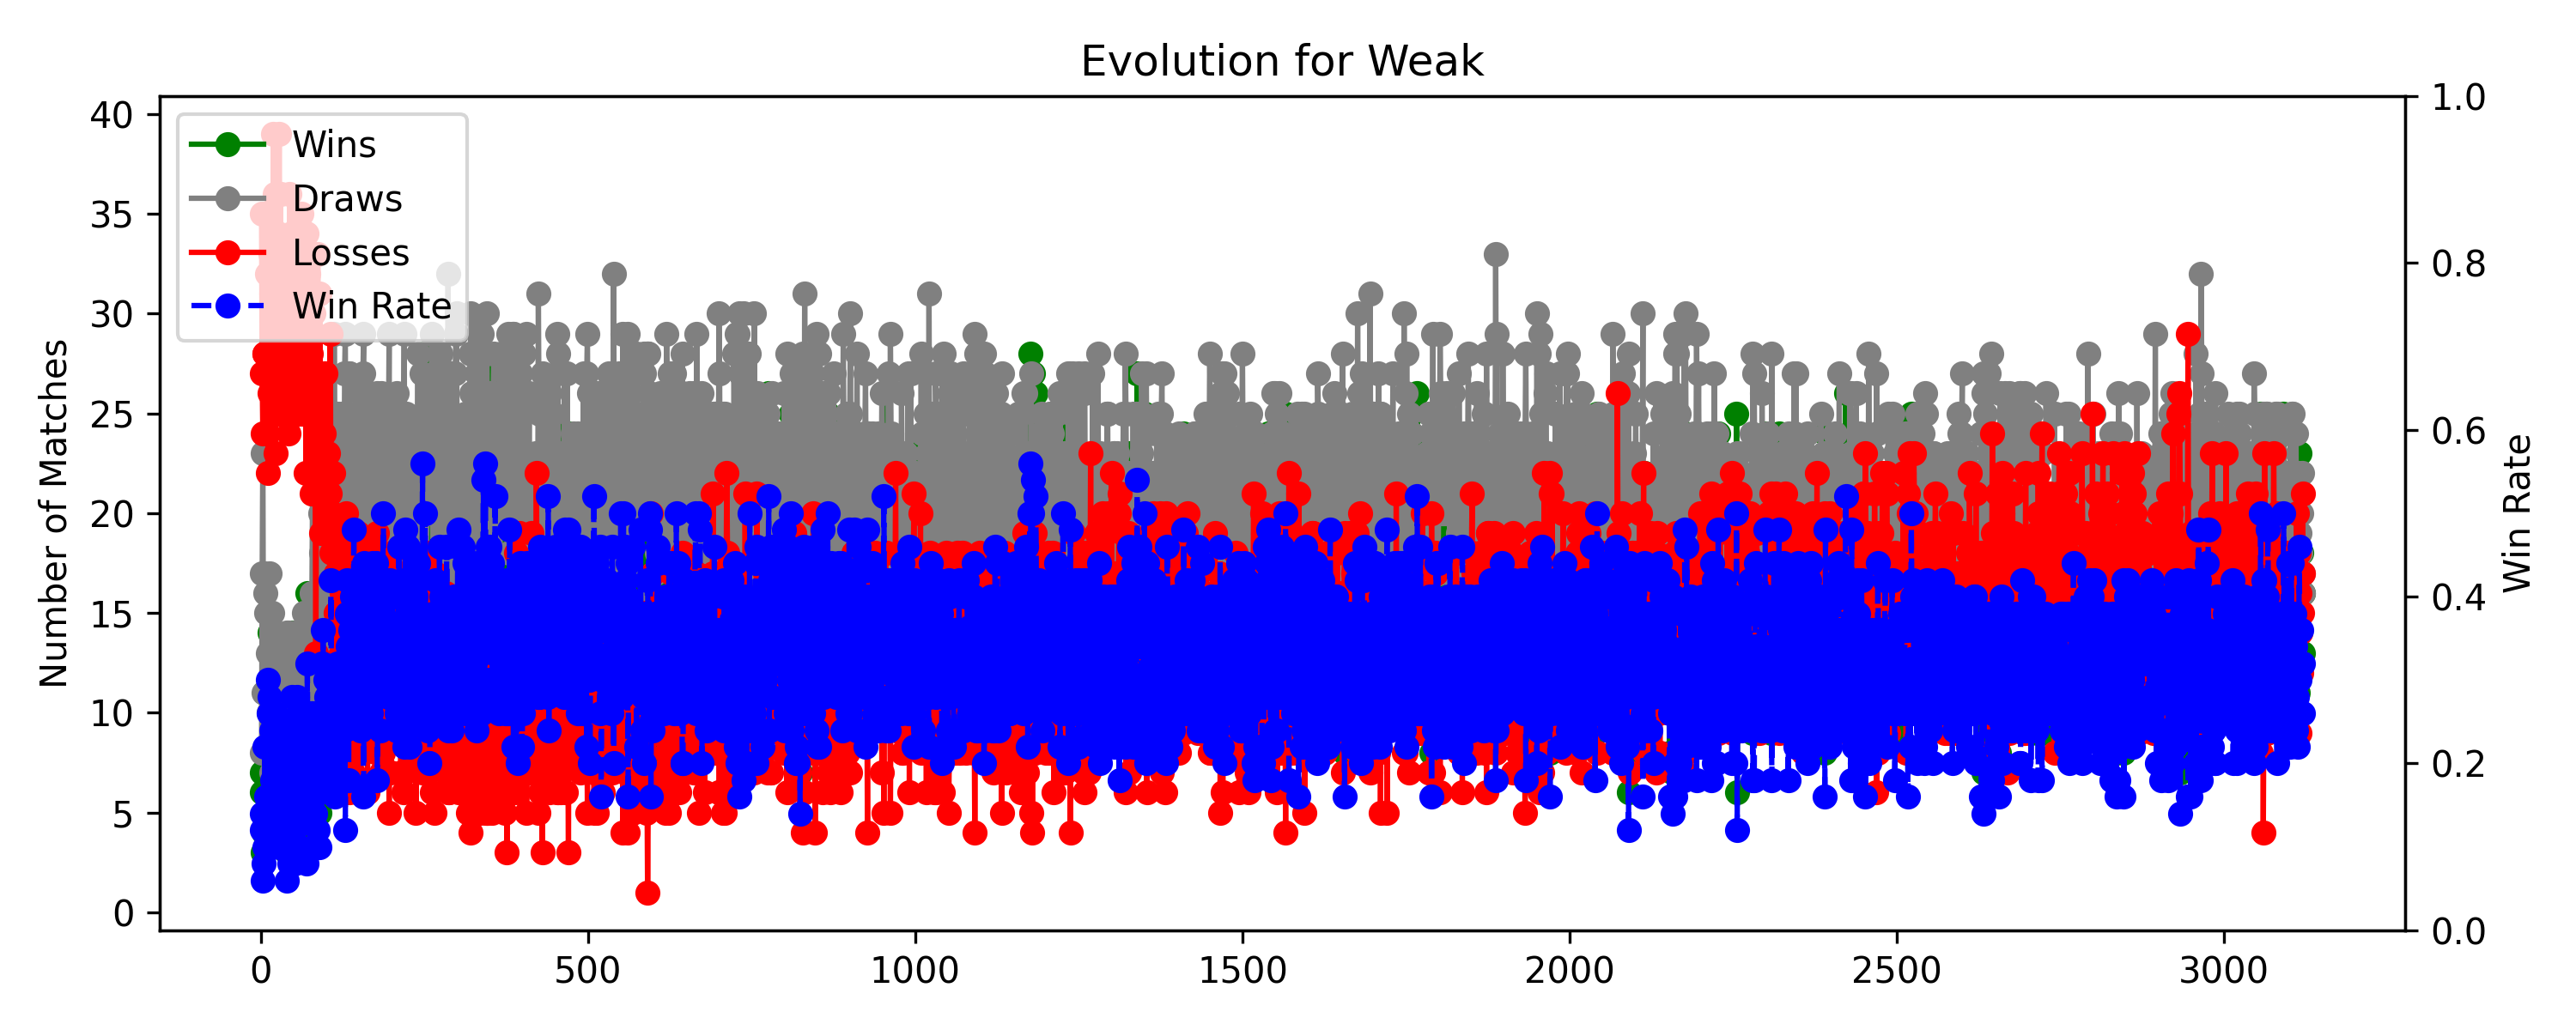 Evolution for Weak
40
35
30
25
20
15
10
5
0
Number of Matches
Wins
Draws
Losses
Win Rate
1.0
0.8
0.6
0.4
0.2
0.0
Win Rate
0 500 1000 1500 2000 2500 3000